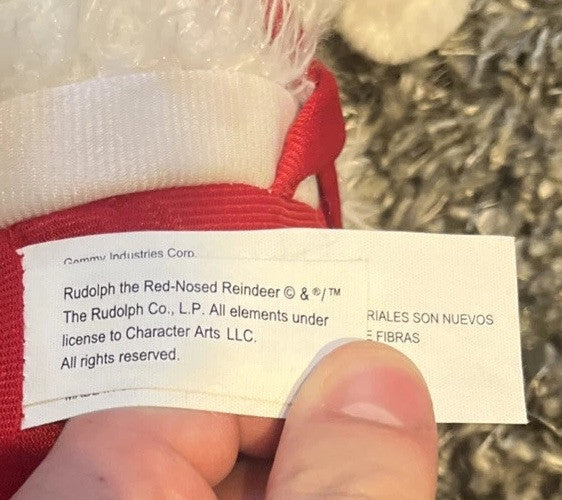 Gemmy Industries Corp.
Rudolph the Red-Nosed Reindeer © & ®/™
The Rudolph Co., L.P. All elements under
license to Character Arts LLC.
All rights reserved.
RIALES SON NUEVOS
FIBRAS